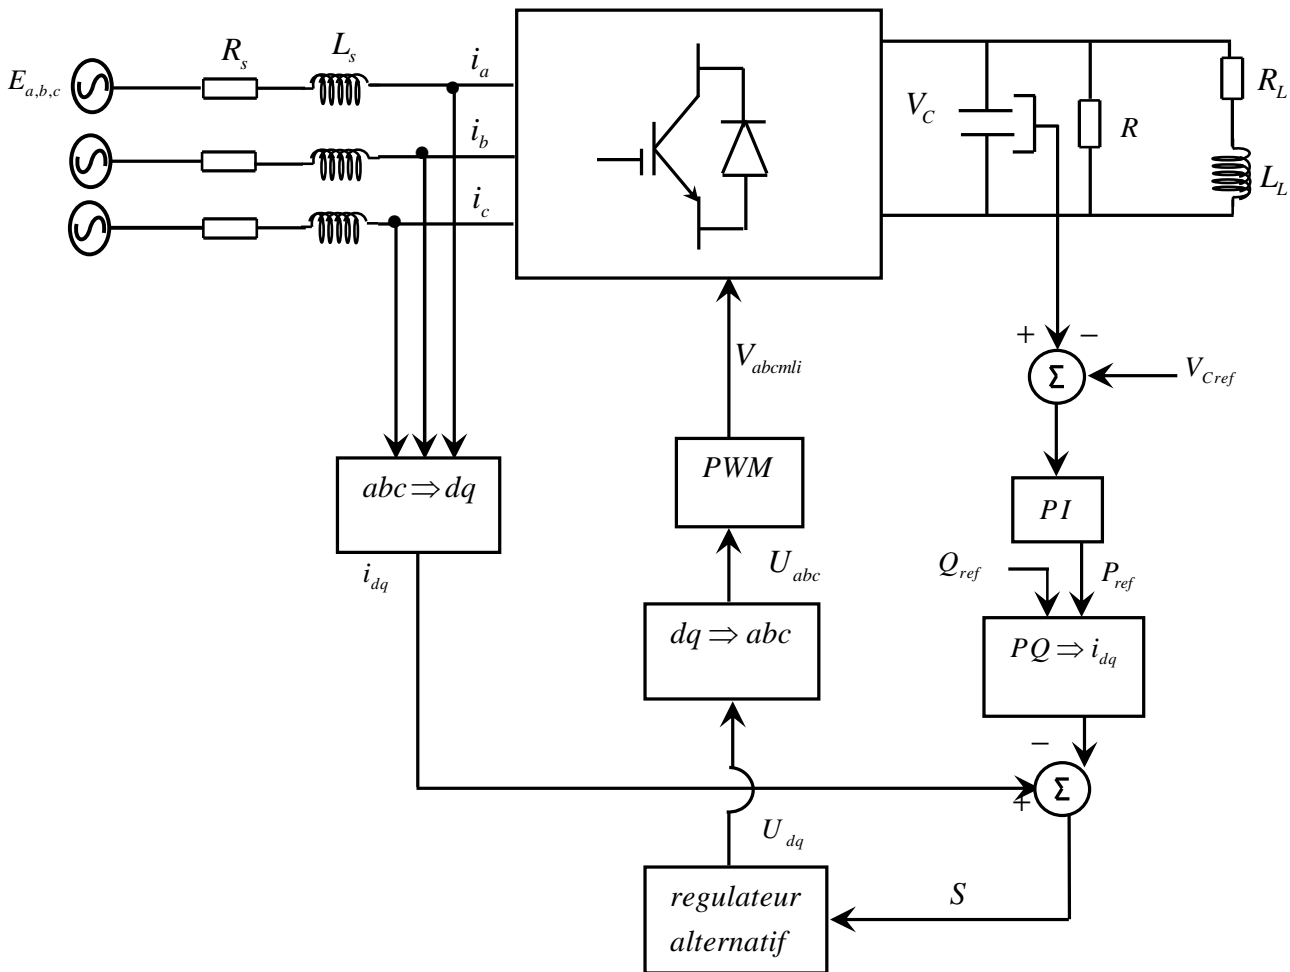 E_{a,b,c}
R_s
L_s
i_a
i_b
i_c
V_C
R
R_L
L_L
+
−
Σ
V_{Cref}
V_{abcmli}
PWM
abc ⇒ dq
PI
i_{dq}
U_{abc}
Q_{ref}
P_{ref}
dq ⇒ abc
PQ ⇒ i_{dq}
−
+
Σ
U_{dq}
S
regulateur
alternatif